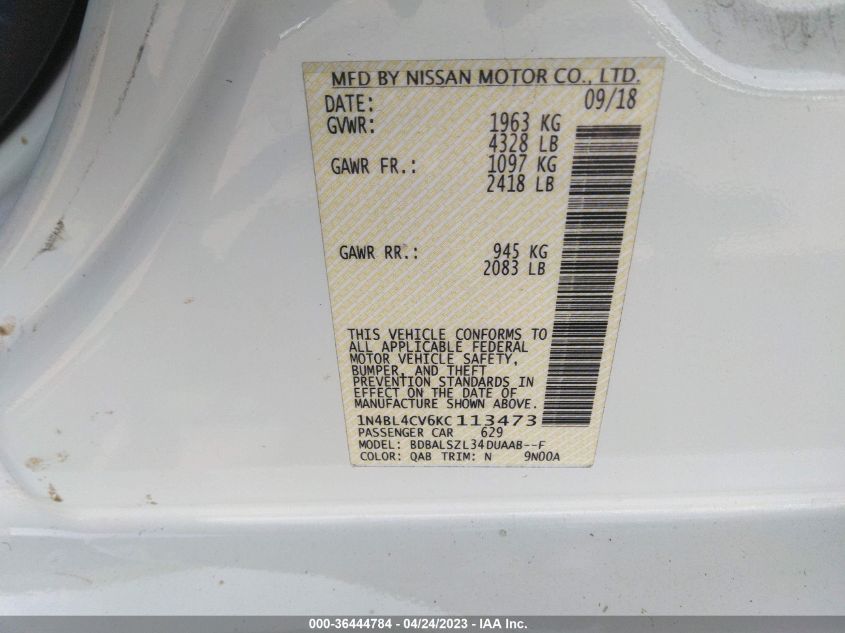 MFD BY NISSAN MOTOR CO., LTD.
DATE: 09/18
GVWR: 1963 KG
4328 LB
GAWR FR.: 1097 KG
2418 LB
GAWR RR.: 945 KG
2083 LB
THIS VEHICLE CONFORMS TO
ALL APPLICABLE FEDERAL
MOTOR VEHICLE SAFETY,
BUMPER, AND THEFT
PREVENTION STANDARDS IN
EFFECT ON THE DATE OF
MANUFACTURE SHOWN ABOVE.
1N4BL4CV6KC113473
PASSENGER CAR 629
MODEL: BDBALSZL34DUAAB--F
COLOR: QAB TRIM: N 9N00A
000-36444784 - 04/24/2023 - IAA Inc.